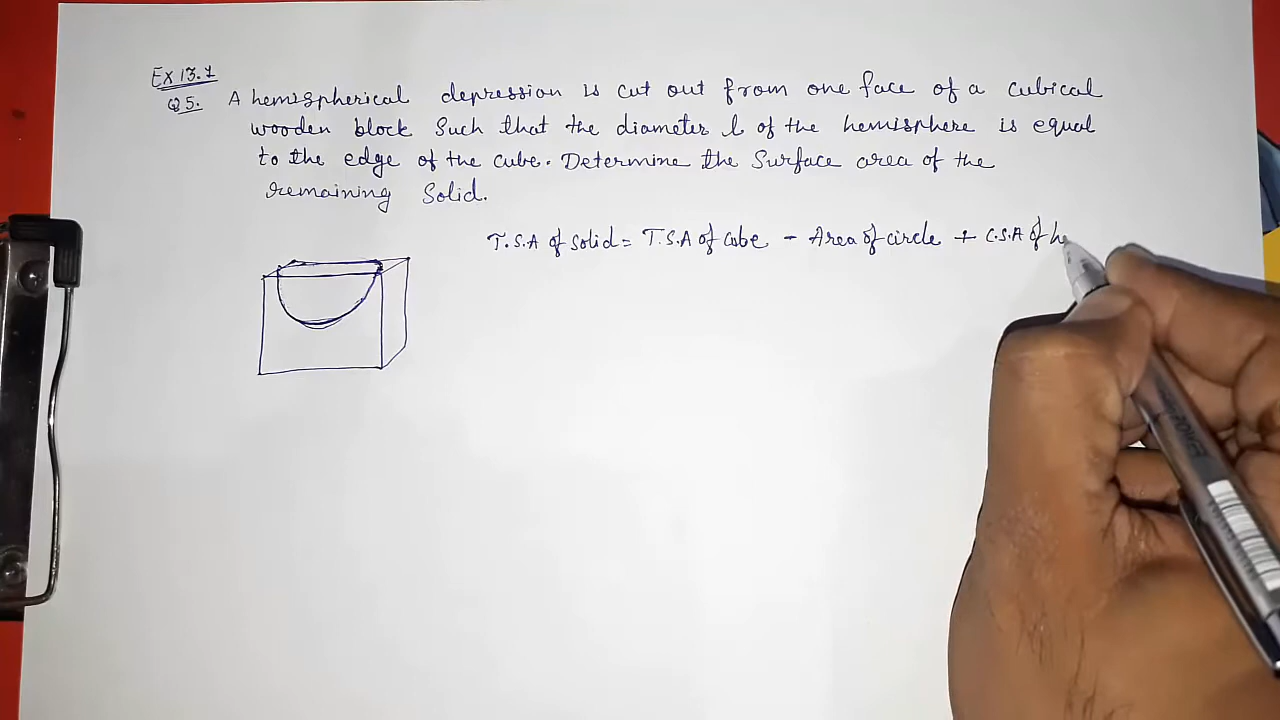 Ex 13.1
Q5. A hemispherical depression is cut out from one face of a cubical
wooden block Such that the diameter l of the hemisphere is equal
to the edge of the cube. Determine the Surface area of the
remaining Solid.
T.S.A of solid = T.S.A of cube - Area of circle + C.S.A of he